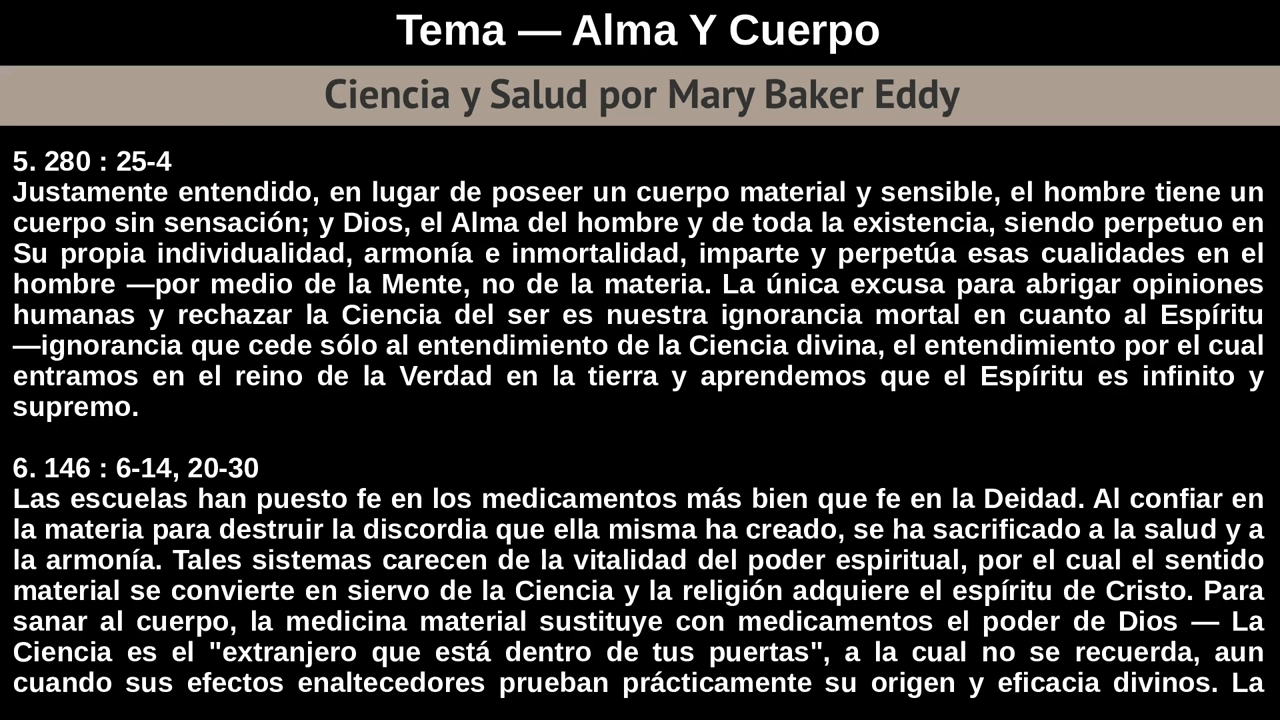 Tema — Alma Y Cuerpo
Ciencia y Salud por Mary Baker Eddy
5. 280 : 25-4
Justamente entendido, en lugar de poseer un cuerpo material y sensible, el hombre tiene un
cuerpo sin sensación; y Dios, el Alma del hombre y de toda la existencia, siendo perpetuo en
Su propia individualidad, armonía e inmortalidad, imparte y perpetúa esas cualidades en el
hombre —por medio de la Mente, no de la materia. La única excusa para abrigar opiniones
humanas y rechazar la Ciencia del ser es nuestra ignorancia mortal en cuanto al Espíritu
—ignorancia que cede sólo al entendimiento de la Ciencia divina, el entendimiento por el cual
entramos en el reino de la Verdad en la tierra y aprendemos que el Espíritu es infinito y
supremo.
6. 146 : 6-14, 20-30
Las escuelas han puesto fe en los medicamentos más bien que fe en la Deidad. Al confiar en
la materia para destruir la discordia que ella misma ha creado, se ha sacrificado a la salud y a
la armonía. Tales sistemas carecen de la vitalidad del poder espiritual, por el cual el sentido
material se convierte en siervo de la Ciencia y la religión adquiere el espíritu de Cristo. Para
sanar al cuerpo, la medicina material sustituye con medicamentos el poder de Dios — La
Ciencia es el "extranjero que está dentro de tus puertas", a la cual no se recuerda, aun
cuando sus efectos enaltecedores prueban prácticamente su origen y eficacia divinos. La